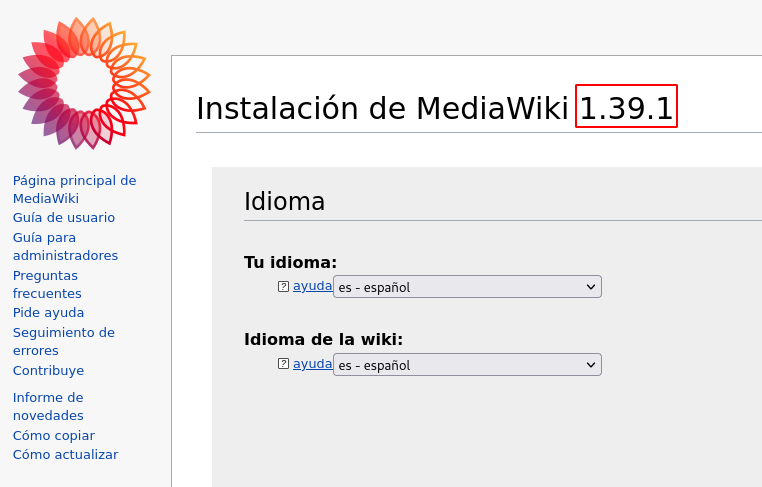 Instalación de MediaWiki 1.39.1
Página principal de
MediaWiki
Guía de usuario
Guía para
administradores
Preguntas
frecuentes
Pide ayuda
Seguimiento de
errores
Contribuye
Informe de
novedades
Cómo copiar
Cómo actualizar
Idioma
Tu idioma:
? ayuda es - español
Idioma de la wiki:
? ayuda es - español